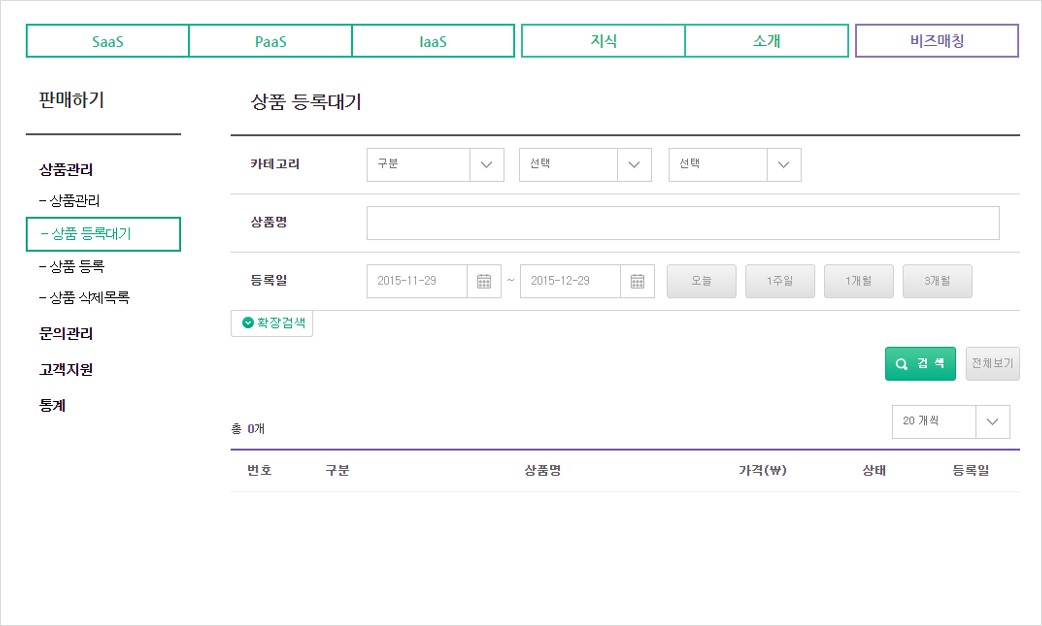 SaaS PaaS IaaS 지식 소개 비즈매칭
판매하기
상품관리
- 상품관리
- 상품 등록대기
- 상품 등록
- 상품 삭제목록
문의관리
고객지원
통계
상품 등록대기
카테고리 구분 선택 선택
상품명
등록일 2015-11-29 ~ 2015-12-29 오늘 1주일 1개월 3개월
확장검색
검 색 전체보기
총 0개 20 개씩
번호 구분 상품명 가격(₩) 상태 등록일